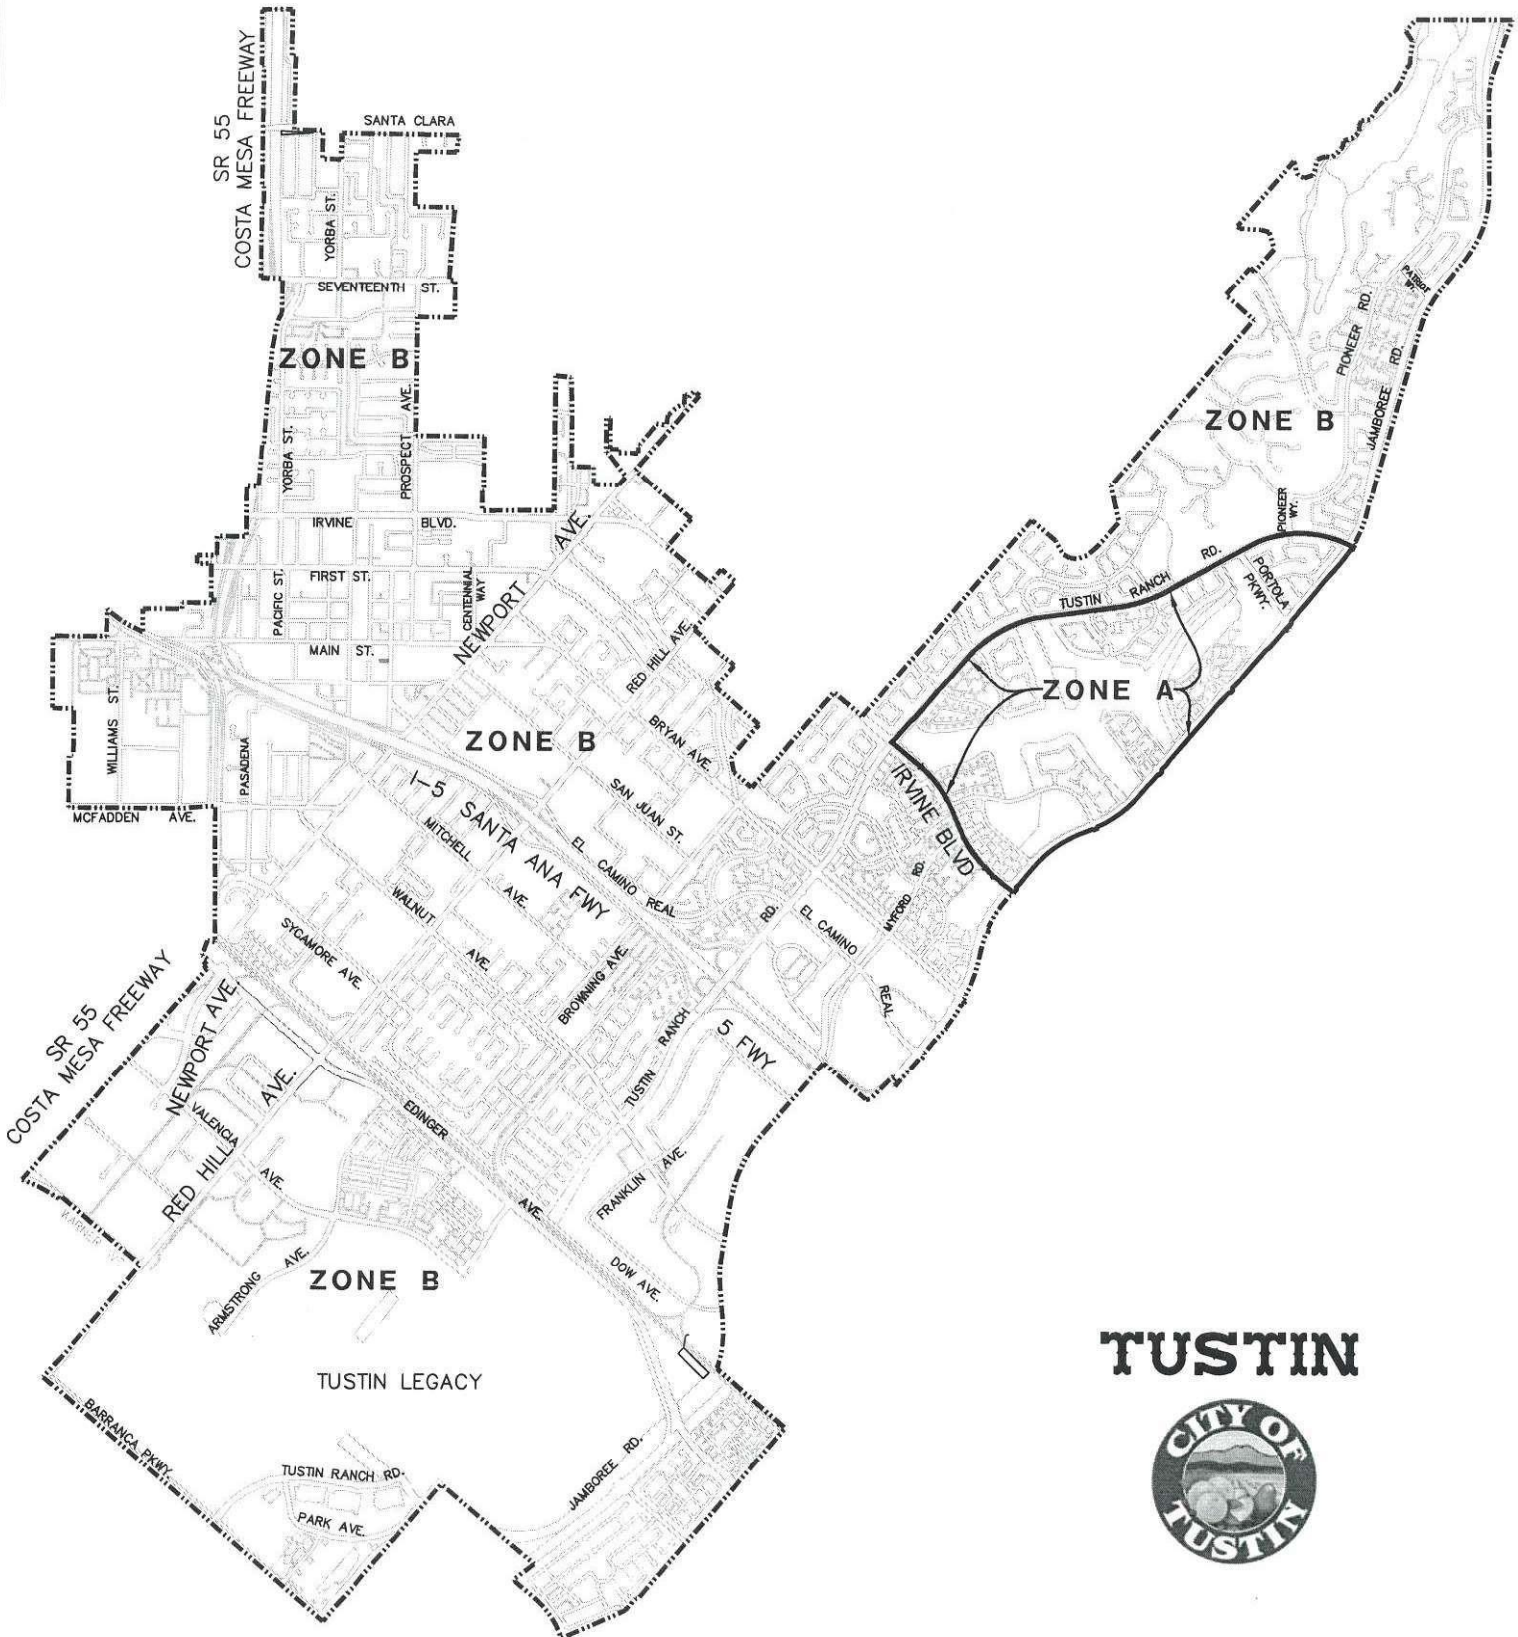 SR 55
COSTA MESA FREEWAY
SANTA CLARA
YORBA ST.
SEVENTEENTH ST.
ZONE B
YORBA ST.
PROSPECT AVE.
IRVINE BLVD.
FIRST ST.
PACIFIC ST.
CENTENNIAL
WAY
MAIN ST.
NEWPORT AVE.
RED HILL AVE.
WILLIAMS ST.
PASADENA
MCFADDEN AVE.
ZONE B
BRYAN AVE.
SAN JUAN ST.
I-5 SANTA ANA FWY
EL CAMINO REAL
MITCHELL AVE.
WALNUT AVE.
SYCAMORE AVE.
BROWNING AVE.
TUSTIN RANCH RD.
5 FWY
EL CAMINO REAL
MYFORD RD.
IRVINE BLVD
ZONE A
TUSTIN RANCH RD.
PORTOLA
PKWY.
PIONEER
WY.
ZONE B
PIONEER RD.
JAMBOREE RD.
PATRIOT
WY.
SR 55
COSTA MESA FREEWAY
NEWPORT AVE.
VALENCIA AVE.
RED HILL AVE.
WARNER
EDINGER AVE.
FRANKLIN AVE.
DOW AVE.
ARMSTRONG AVE.
ZONE B
TUSTIN LEGACY
BARRANCA PKWY.
TUSTIN RANCH RD.
PARK AVE.
JAMBOREE RD.
TUSTIN
CITY OF
TUSTIN